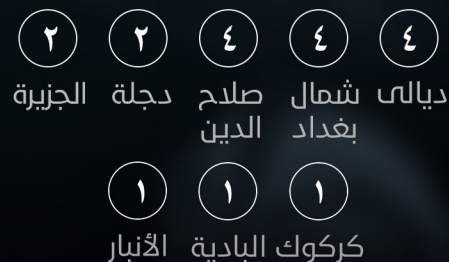 ٤ ٤ ٤ ٢ ٢
ديالى شمال صلاح دجلة الجزيرة
بغداد الدين
١ ١ ١
كركوك البادية الأنبار